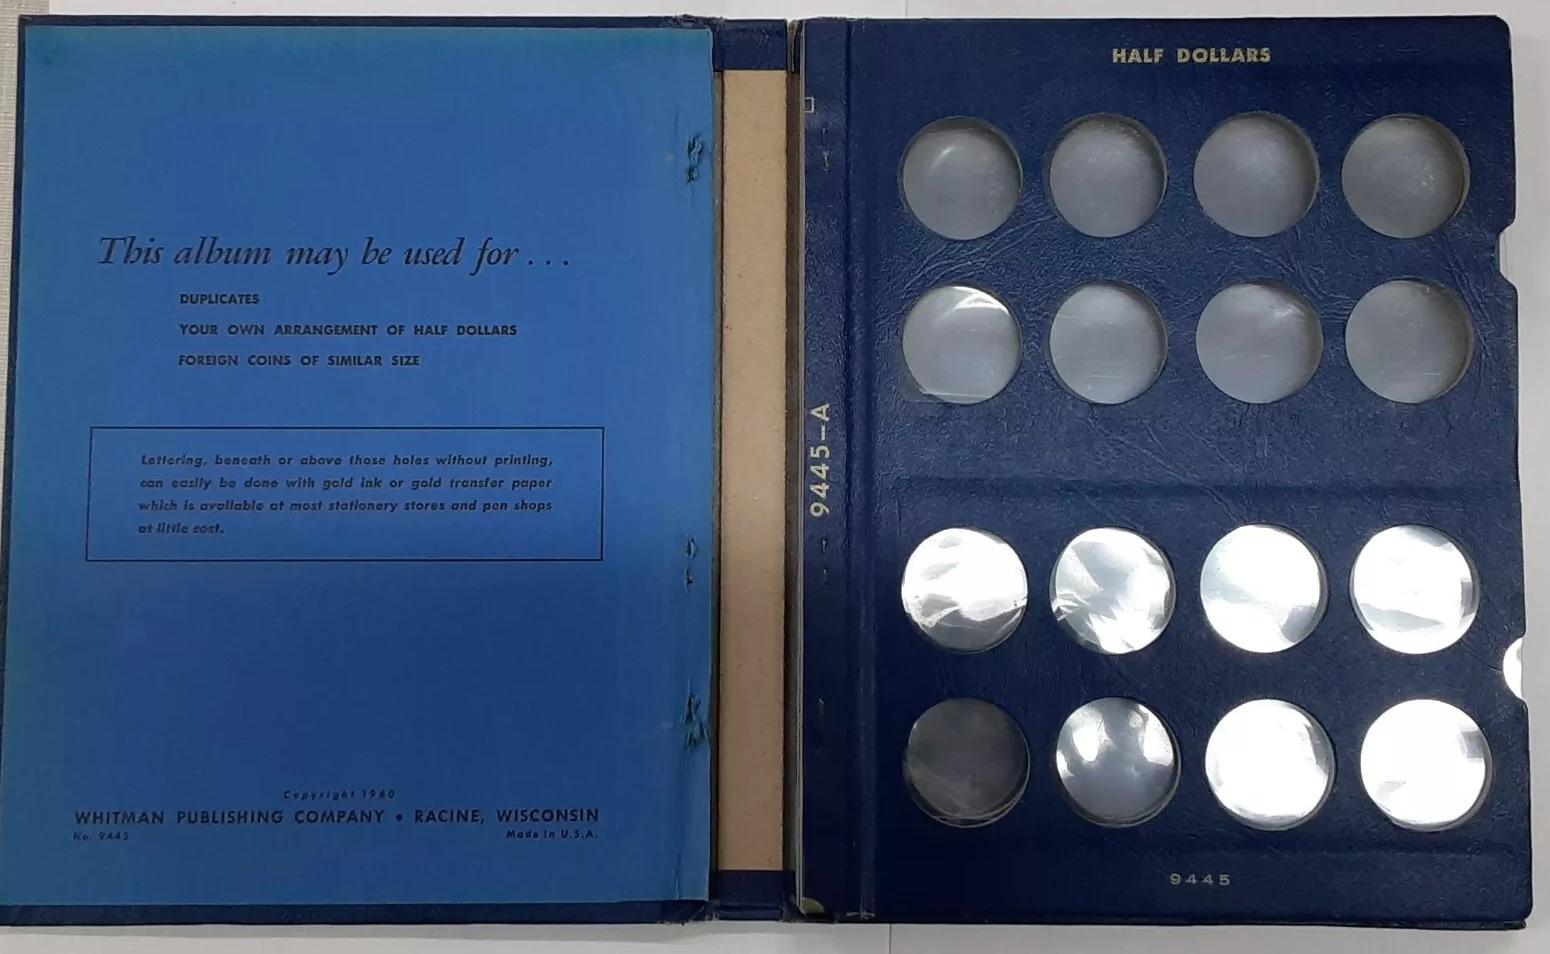 This album may be used for . . .
DUPLICATES
YOUR OWN ARRANGEMENT OF HALF DOLLARS
FOREIGN COINS OF SIMILAR SIZE
Lettering, beneath or above those holes without printing,
can easily be done with gold ink or gold transfer paper
which is available at most stationery stores and pen shops
at little cost.
Copyright 1960
WHITMAN PUBLISHING COMPANY • RACINE, WISCONSIN
No. 9445 Made in U.S.A.
9445-A
HALF DOLLARS
9445